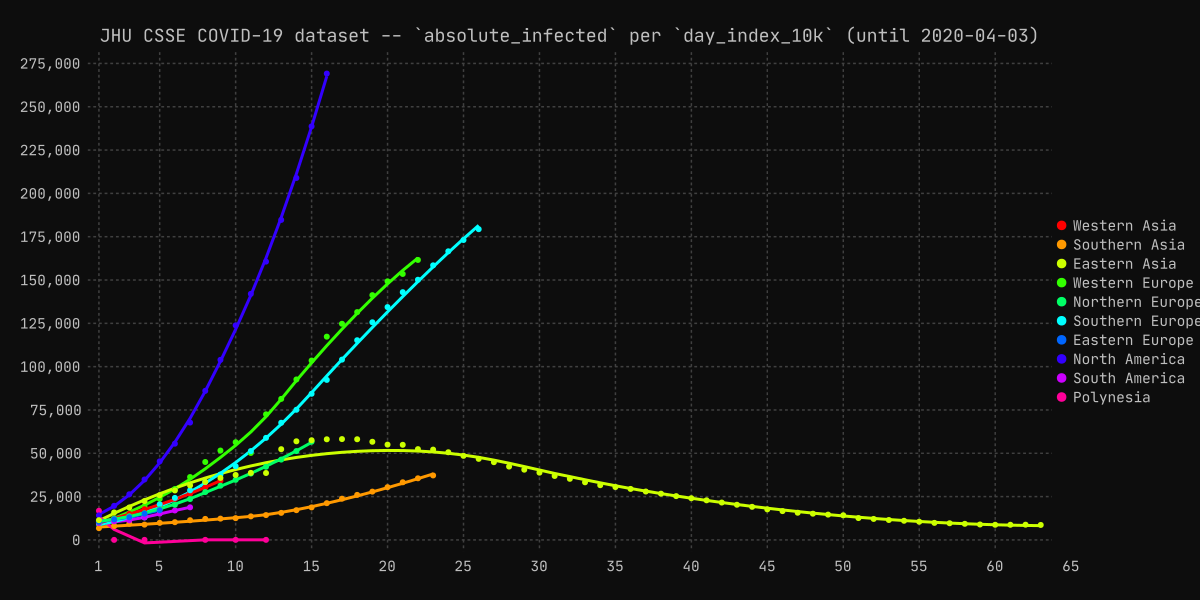 JHU CSSE COVID-19 dataset -- `absolute_infected` per `day_index_10k` (until 2020-04-03)
275,000
250,000
225,000
200,000
175,000
150,000
125,000
100,000
75,000
50,000
25,000
0
1 5 10 15 20 25 30 35 40 45 50 55 60 65
Western Asia
Southern Asia
Eastern Asia
Western Europe
Northern Europe
Southern Europe
Eastern Europe
North America
South America
Polynesia